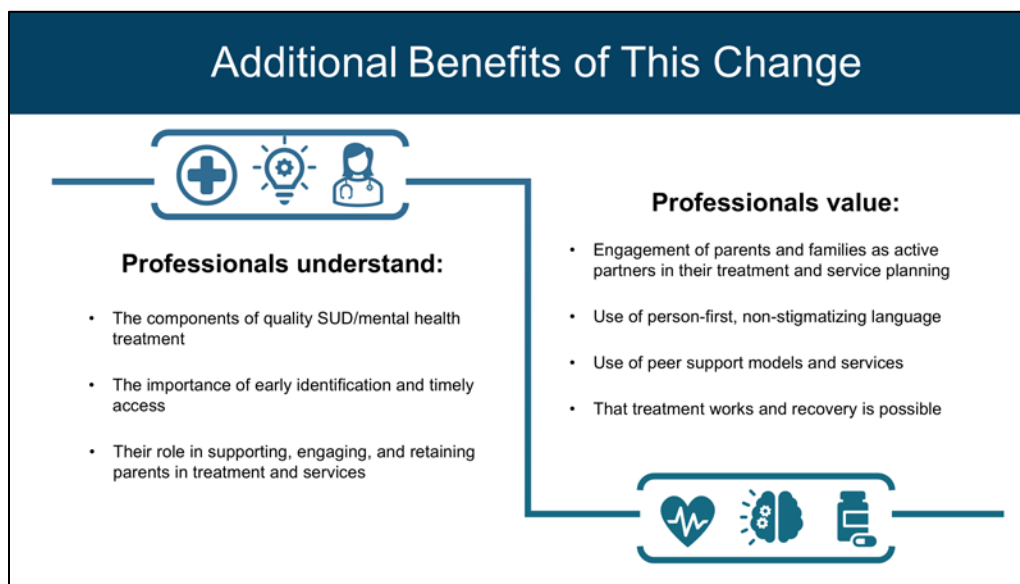 Additional Benefits of This Change
Professionals understand:
• The components of quality SUD/mental health
treatment
• The importance of early identification and timely
access
• Their role in supporting, engaging, and retaining
parents in treatment and services
Professionals value:
• Engagement of parents and families as active
partners in their treatment and service planning
• Use of person-first, non-stigmatizing language
• Use of peer support models and services
• That treatment works and recovery is possible